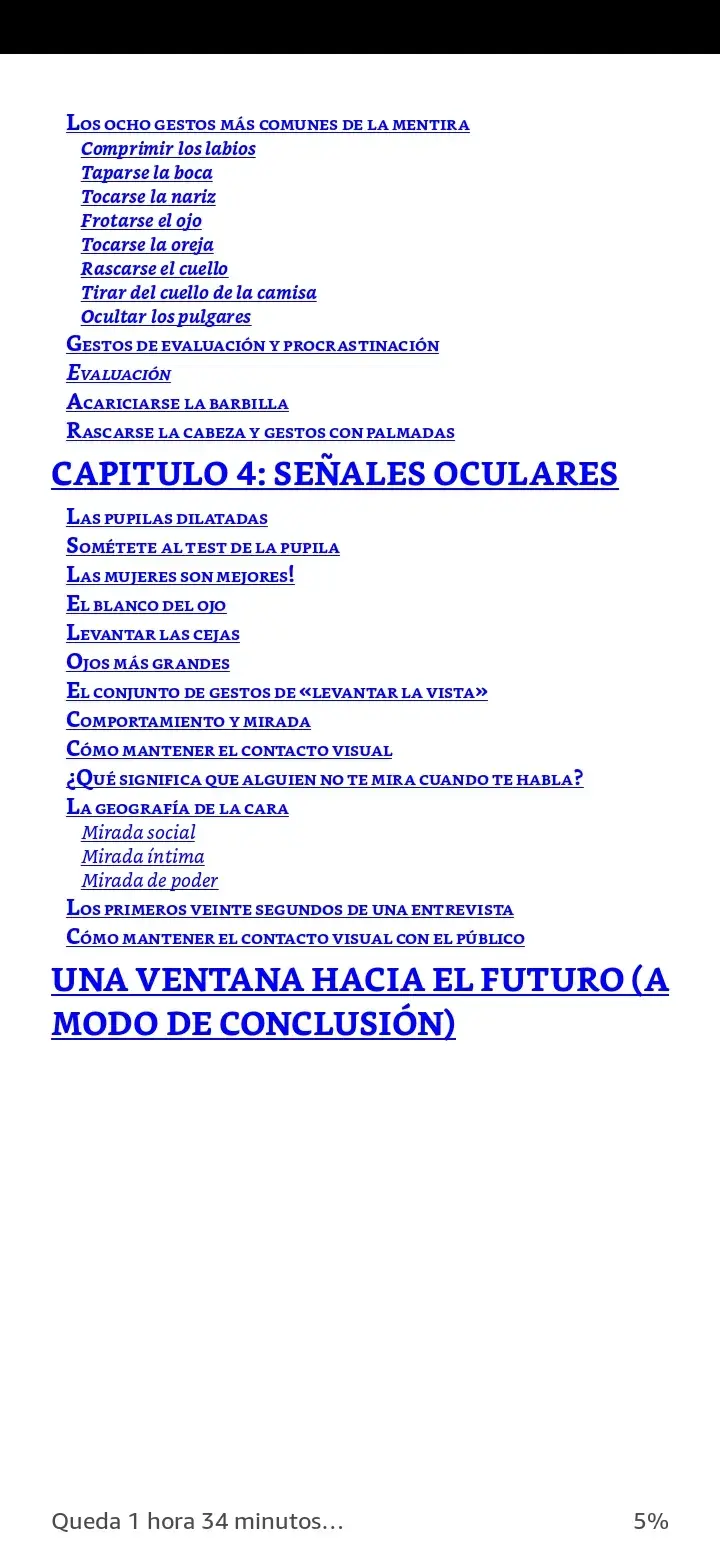 Los ocho gestos más comunes de la mentira
Comprimir los labios
Taparse la boca
Tocarse la nariz
Frotarse el ojo
Tocarse la oreja
Rascarse el cuello
Tirar del cuello de la camisa
Ocultar los pulgares
Gestos de evaluación y procrastinación
Evaluación
Acariciarse la barbilla
Rascarse la cabeza y gestos con palmadas
CAPITULO 4: SEÑALES OCULARES
Las pupilas dilatadas
Sométete al test de la pupila
Las mujeres son mejores!
El blanco del ojo
Levantar las cejas
Ojos más grandes
El conjunto de gestos de «levantar la vista»
Comportamiento y mirada
Cómo mantener el contacto visual
¿Qué significa que alguien no te mira cuando te habla?
La geografía de la cara
Mirada social
Mirada íntima
Mirada de poder
Los primeros veinte segundos de una entrevista
Cómo mantener el contacto visual con el público
UNA VENTANA HACIA EL FUTURO (A
MODO DE CONCLUSIÓN)
Queda 1 hora 34 minutos...
5%